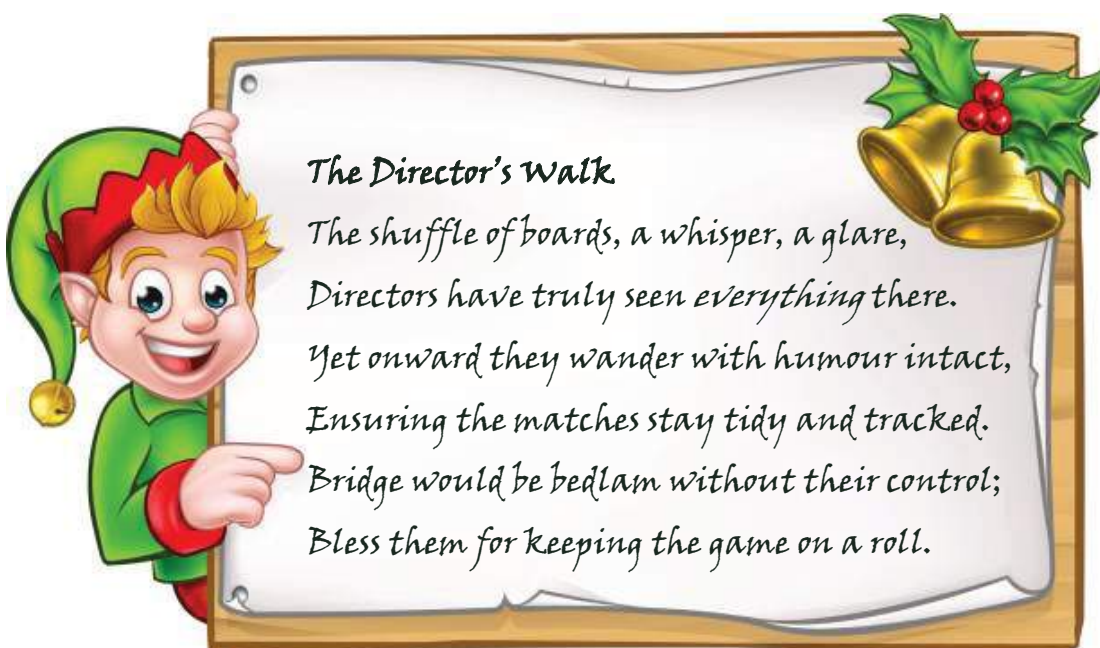 The Director's Walk
The shuffle of boards, a whisper, a glare,
Directors have truly seen everything there.
Yet onward they wander with humour intact,
Ensuring the matches stay tidy and tracked.
Bridge would be bedlam without their control;
Bless them for keeping the game on a roll.